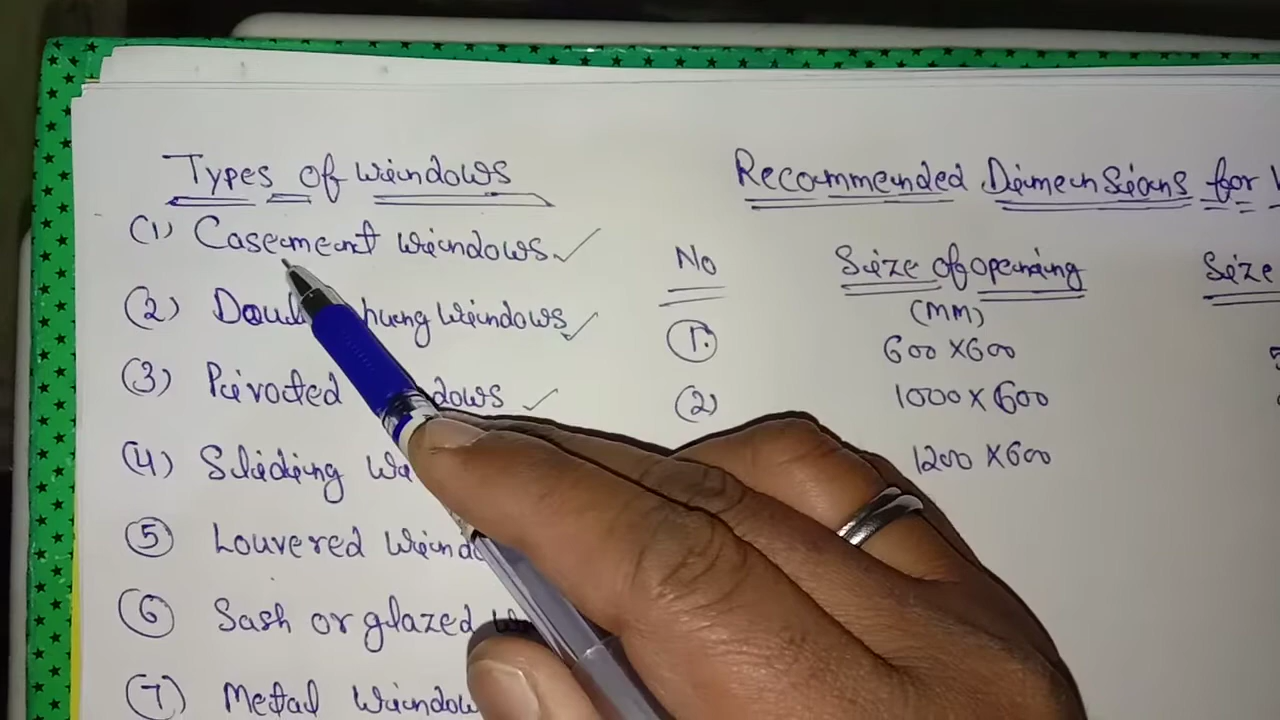 Types of windows
(1) Casement windows
(2) hung windows
(3) Pivoted
(4) Sliding
(5) Louvered
(6) Sash or glazed
(7) Metal
Recommended Dimensions for
No Size of opening Size
(MM)
1. 600 x 600
(2) 1000 x 600
1200 x 600